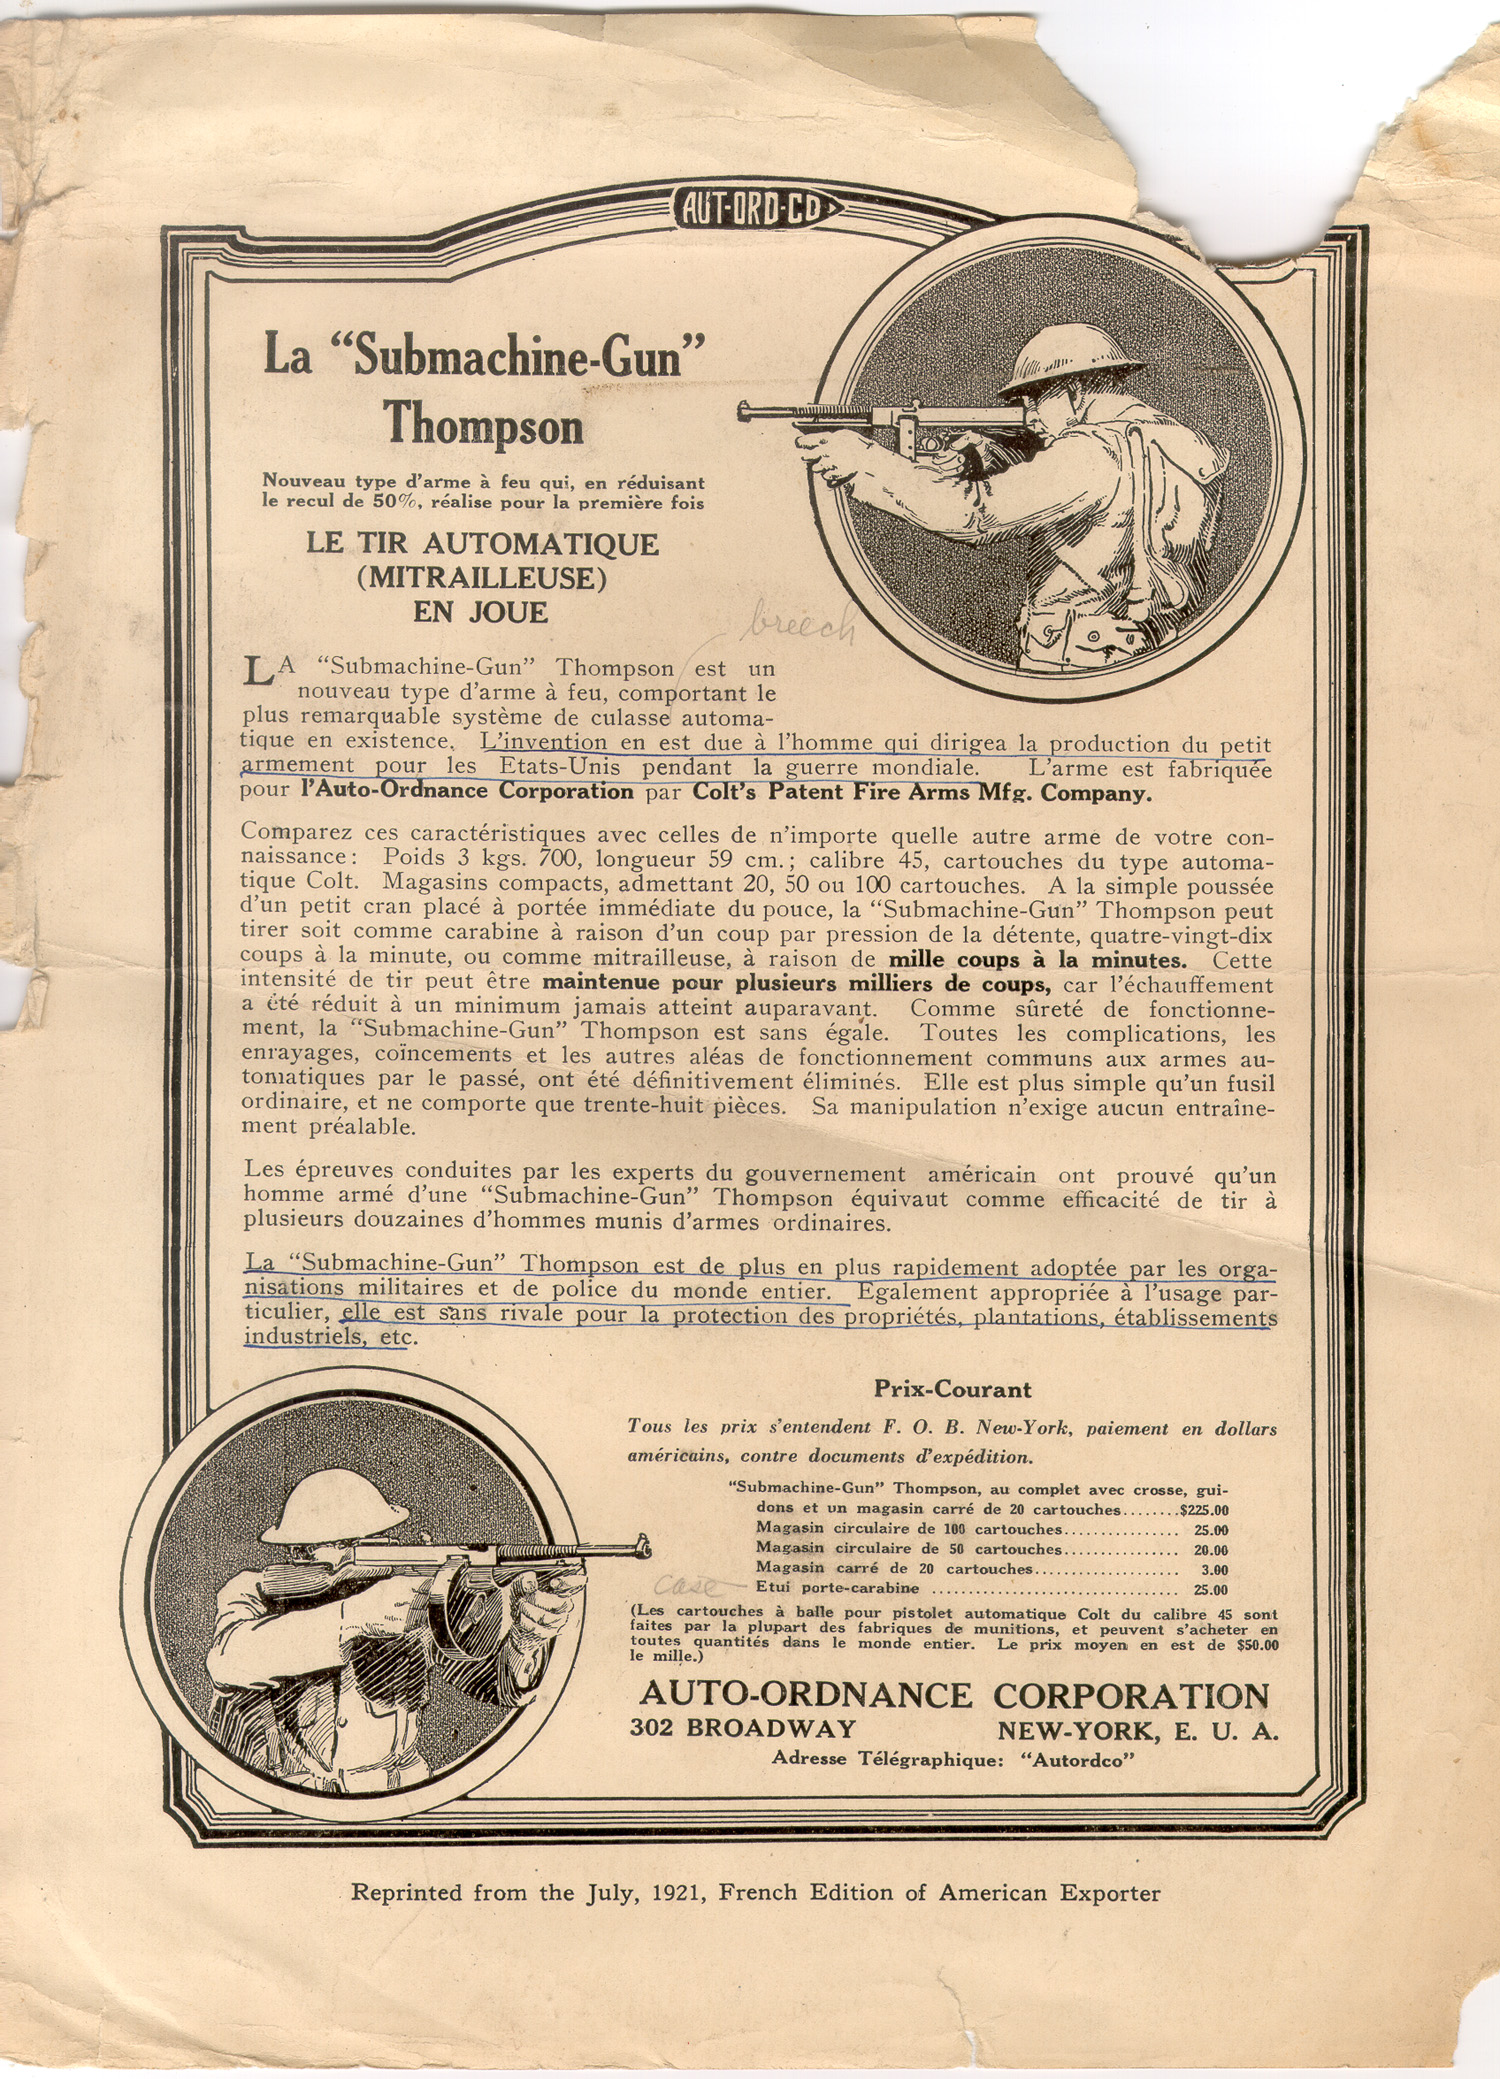 AUT-ORD-CO
La “Submachine-Gun”
Thompson
Nouveau type d’arme à feu qui, en réduisant
le recul de 50%, réalise pour la première fois
LE TIR AUTOMATIQUE
(MITRAILLEUSE)
EN JOUE
breech
LA “Submachine-Gun” Thompson est un
nouveau type d’arme à feu, comportant le
plus remarquable système de culasse automa-
tique en existence. L’invention en est due à l’homme qui dirigea la production du petit
armement pour les Etats-Unis pendant la guerre mondiale. L’arme est fabriquée
pour l’Auto-Ordnance Corporation par Colt’s Patent Fire Arms Mfg. Company.
Comparez ces caractéristiques avec celles de n’importe quelle autre arme de votre con-
naissance: Poids 3 kgs. 700, longueur 59 cm.; calibre 45, cartouches du type automa-
tique Colt. Magasins compacts, admettant 20, 50 ou 100 cartouches. A la simple poussée
d’un petit cran placé à portée immédiate du pouce, la “Submachine-Gun” Thompson peut
tirer soit comme carabine à raison d’un coup par pression de la détente, quatre-vingt-dix
coups à la minute, ou comme mitrailleuse, à raison de mille coups à la minutes. Cette
intensité de tir peut être maintenue pour plusieurs milliers de coups, car l’échauffement
a été réduit à un minimum jamais atteint auparavant. Comme sûreté de fonctionne-
ment, la “Submachine-Gun” Thompson est sans égale. Toutes les complications, les
enrayages, coïncements et les autres aléas de fonctionnement communs aux armes au-
tomatiques par le passé, ont été définitivement éliminés. Elle est plus simple qu’un fusil
ordinaire, et ne comporte que trente-huit pièces. Sa manipulation n’exige aucun entraîne-
ment préalable.
Les épreuves conduites par les experts du gouvernement américain ont prouvé qu’un
homme armé d’une “Submachine-Gun” Thompson équivaut comme efficacité de tir à
plusieurs douzaines d’hommes munis d’armes ordinaires.
La “Submachine-Gun” Thompson est de plus en plus rapidement adoptée par les orga-
nisations militaires et de police du monde entier. Egalement appropriée à l’usage par-
ticulier, elle est sans rivale pour la protection des propriétés, plantations, établissements
industriels, etc.
Prix-Courant
Tous les prix s’entendent F. O. B. New-York, paiement en dollars
américains, contre documents d’expédition.
“Submachine-Gun” Thompson, au complet avec crosse, gui-
dons et un magasin carré de 20 cartouches........$225.00
Magasin circulaire de 100 cartouches................ 25.00
Magasin circulaire de 50 cartouches................ 20.00
Magasin carré de 20 cartouches.................... 3.00
case Etui porte-carabine .................................. 25.00
(Les cartouches à balle pour pistolet automatique Colt du calibre 45 sont
faites par la plupart des fabriques de munitions, et peuvent s’acheter en
toutes quantités dans le monde entier. Le prix moyen en est de $50.00
le mille.)
AUTO-ORDNANCE CORPORATION
302 BROADWAY NEW-YORK, E. U. A.
Adresse Télégraphique: “Autordco”
Reprinted from the July, 1921, French Edition of American Exporter